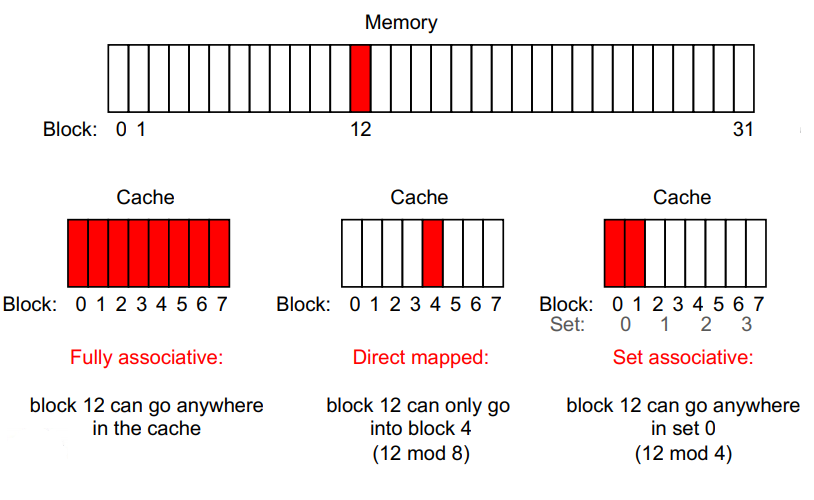 Memory
Block: 0 1 12 31
Cache Cache Cache
Block: 0 1 2 3 4 5 6 7 Block: 0 1 2 3 4 5 6 7 Block: 0 1 2 3 4 5 6 7
Set: 0 1 2 3
Fully associative:
block 12 can go anywhere
in the cache
Direct mapped:
block 12 can only go
into block 4
(12 mod 8)
Set associative:
block 12 can go anywhere
in set 0
(12 mod 4)